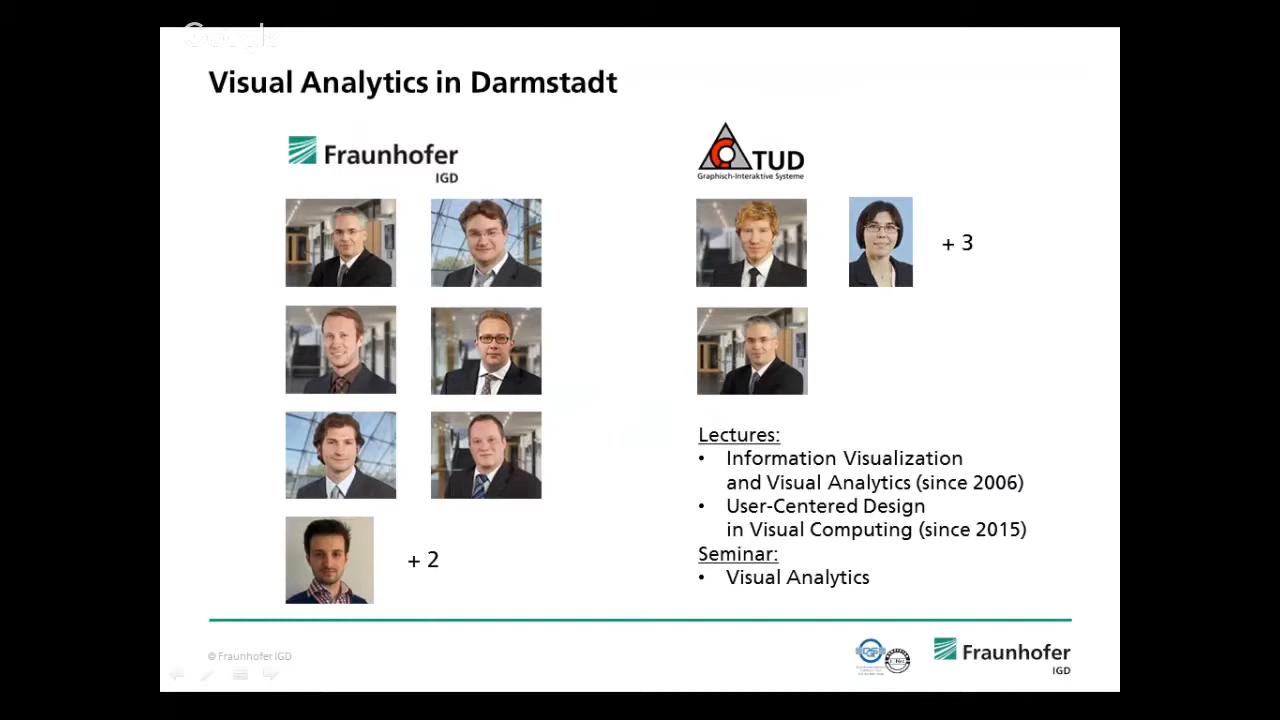 Google
Visual Analytics in Darmstadt
Fraunhofer
IGD
TUD
Graphisch-Interaktive Systeme
+ 3
+ 2
Lectures:
• Information Visualization
and Visual Analytics (since 2006)
• User-Centered Design
in Visual Computing (since 2015)
Seminar:
• Visual Analytics
© Fraunhofer IGD
Fraunhofer
IGD